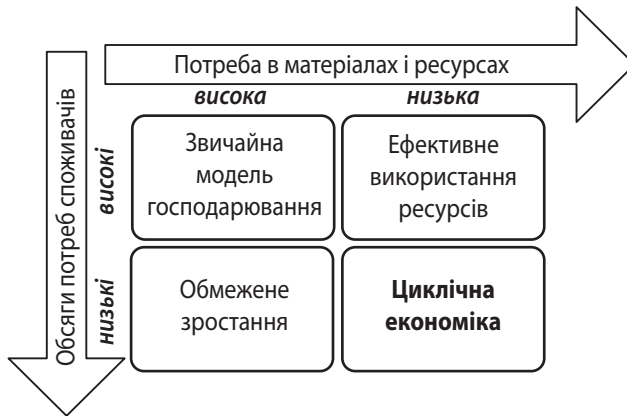 Потреба в матеріалах і ресурсах
висока
низька
Обсяги потреб споживачів
високі
Звичайна
модель
господарювання
Ефективне
використання
ресурсів
низькі
Обмежене
зростання
Циклічна
економіка